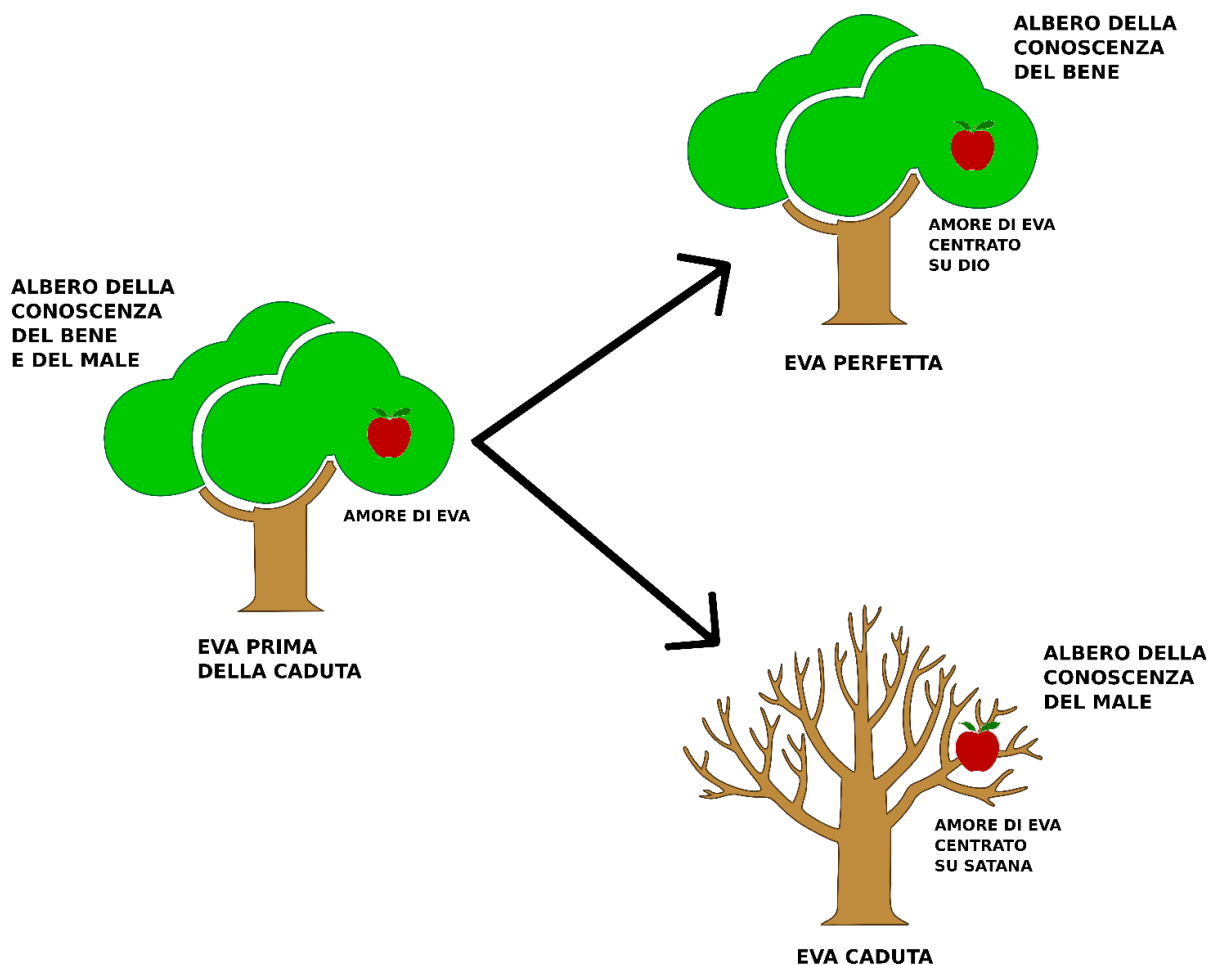 ALBERO DELLA
CONOSCENZA
DEL BENE
E DEL MALE
AMORE DI EVA
EVA PRIMA
DELLA CADUTA
ALBERO DELLA
CONOSCENZA
DEL BENE
AMORE DI EVA
CENTRATO
SU DIO
EVA PERFETTA
ALBERO DELLA
CONOSCENZA
DEL MALE
AMORE DI EVA
CENTRATO
SU SATANA
EVA CADUTA